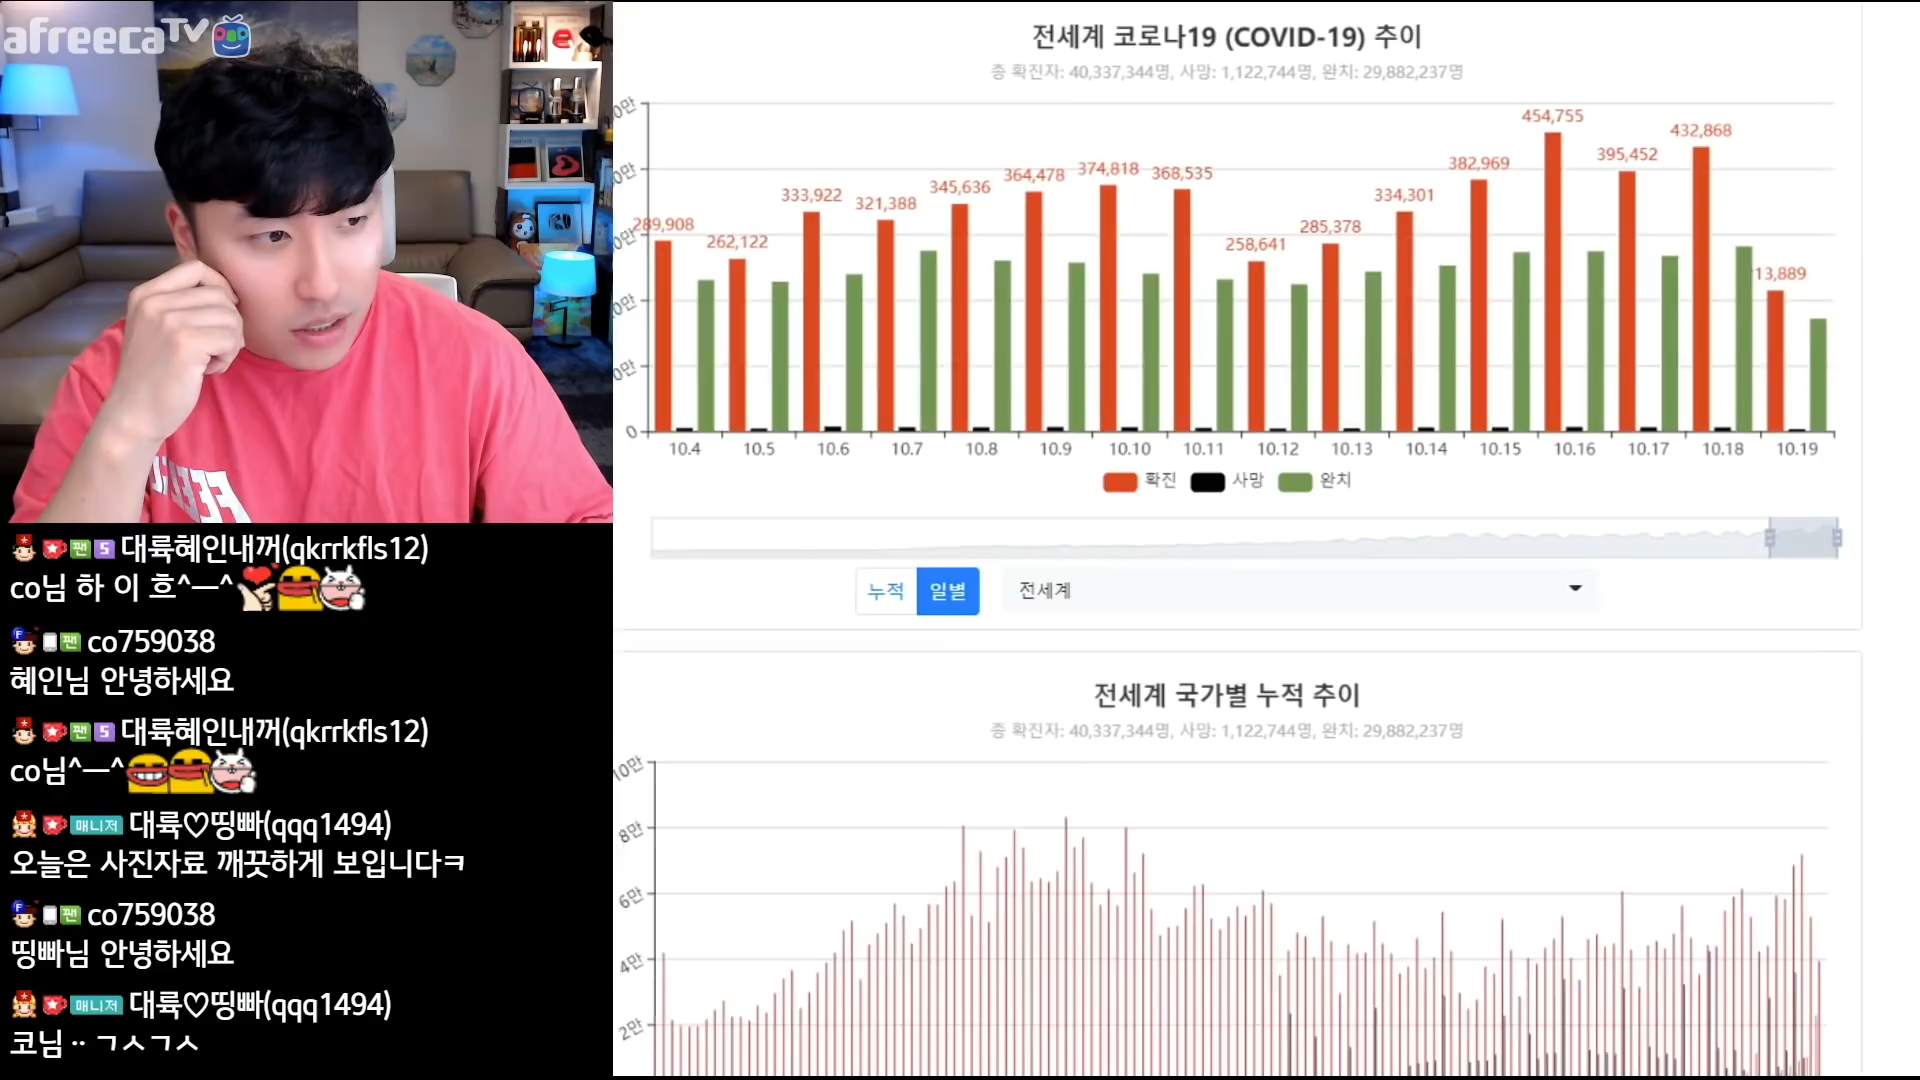 afreecaTV
대륙혜인내꺼(qkrrkfls12)
co님 하 이 흐^ㅡ^
co759038
혜인님 안녕하세요
대륙혜인내꺼(qkrrkfls12)
co님^ㅡ^
매니저 대륙♡띵빠(qqq1494)
오늘은 사진자료 깨끗하게 보입니다ㅋ
co759038
띵빠님 안녕하세요
매니저 대륙♡띵빠(qqq1494)
코님 ·· ㄱㅅㄱㅅ
전세계 코로나19 (COVID-19) 추이
총 확진자: 40,337,344명, 사망: 1,122,744명, 완치: 29,882,237명
454,755
432,868
395,452
382,969
374,818
368,535
364,478
345,636
334,301
333,922
321,388
289,908
285,378
262,122
258,641
13,889
0
10.4 10.5 10.6 10.7 10.8 10.9 10.10 10.11 10.12 10.13 10.14 10.15 10.16 10.17 10.18 10.19
확진 사망 완치
누적 일별 전세계
전세계 국가별 누적 추이
총 확진자: 40,337,344명, 사망: 1,122,744명, 완치: 29,882,237명
10만
8만
6만
4만
2만